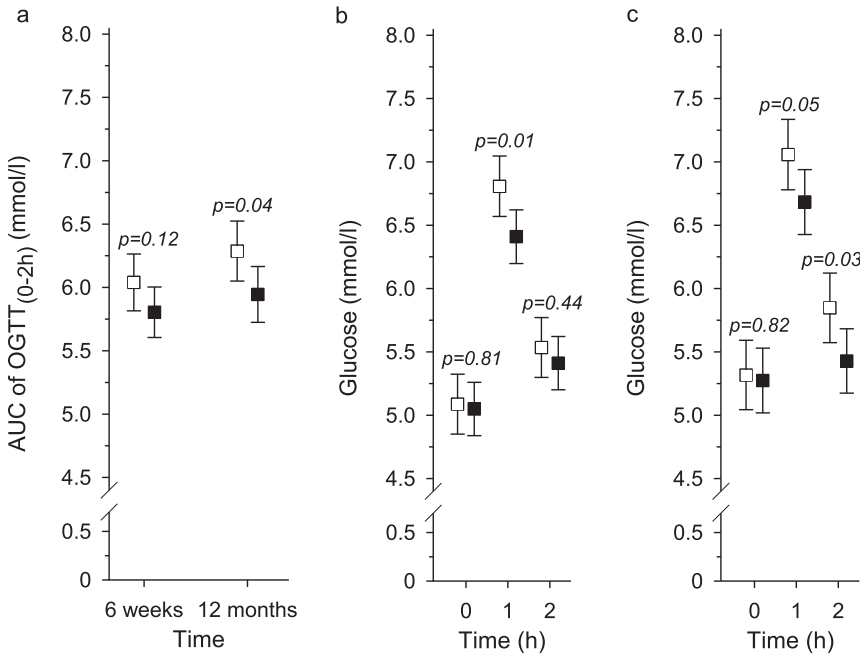 a
8.0
7.5
7.0
6.5
6.0
5.5
5.0
4.5
0.5
0
AUC of OGTT(0-2h) (mmol/l)
p=0.12
p=0.04
6 weeks 12 months
Time
b
8.0
7.5
7.0
6.5
6.0
5.5
5.0
4.5
0.5
0
Glucose (mmol/l)
p=0.01
p=0.44
p=0.81
0 1 2
Time (h)
c
8.0
7.5
7.0
6.5
6.0
5.5
5.0
4.5
0.5
0
Glucose (mmol/l)
p=0.05
p=0.03
p=0.82
0 1 2
Time (h)